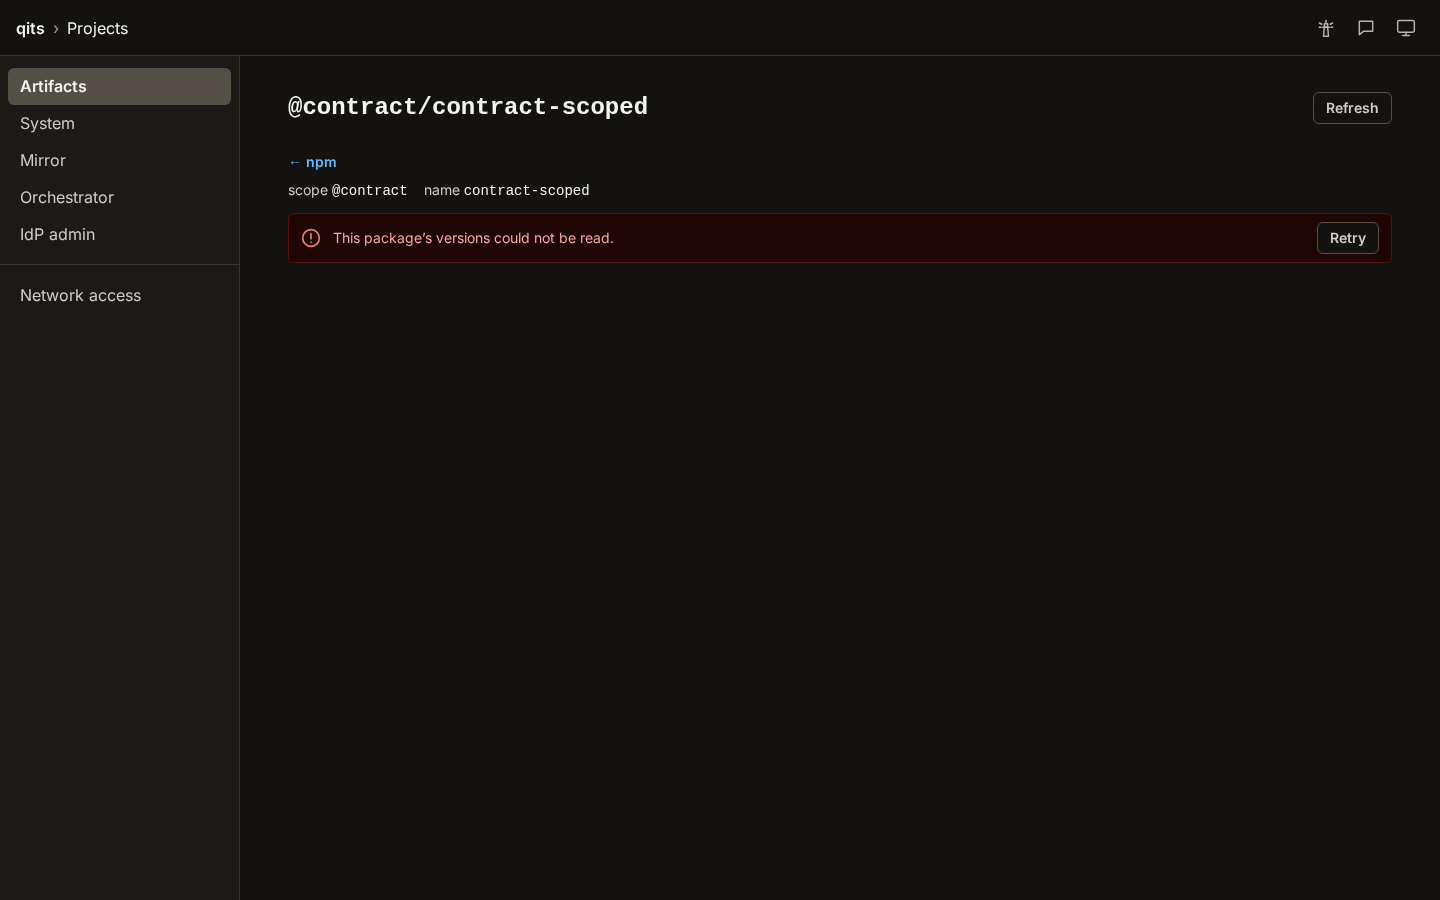 qits › Projects
Artifacts
System
Mirror
Orchestrator
IdP admin
Network access
@contract/contract-scoped
Refresh
← npm
scope @contract name contract-scoped
This package’s versions could not be read.
Retry